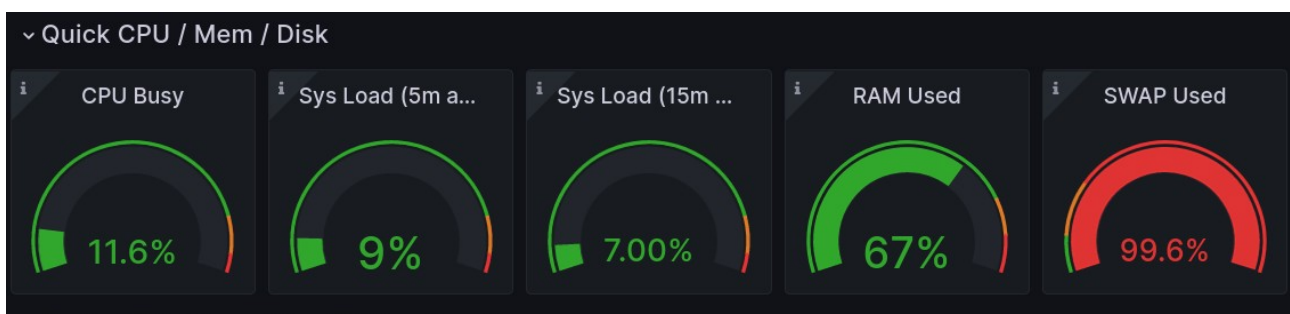 Quick CPU / Mem / Disk
i CPU Busy
i Sys Load (5m a...
i Sys Load (15m ...
i RAM Used
i SWAP Used
11.6%
9%
7.00%
67%
99.6%